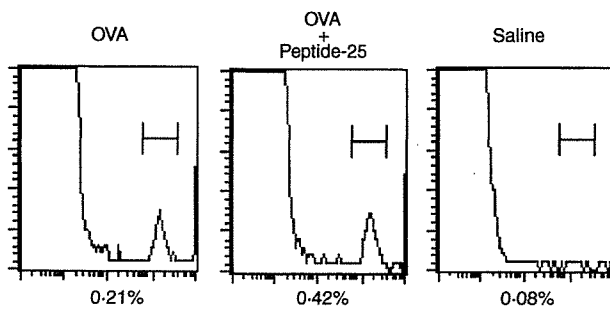 OVA
OVA
+
Peptide-25
Saline
0·21%
0·42%
0·08%